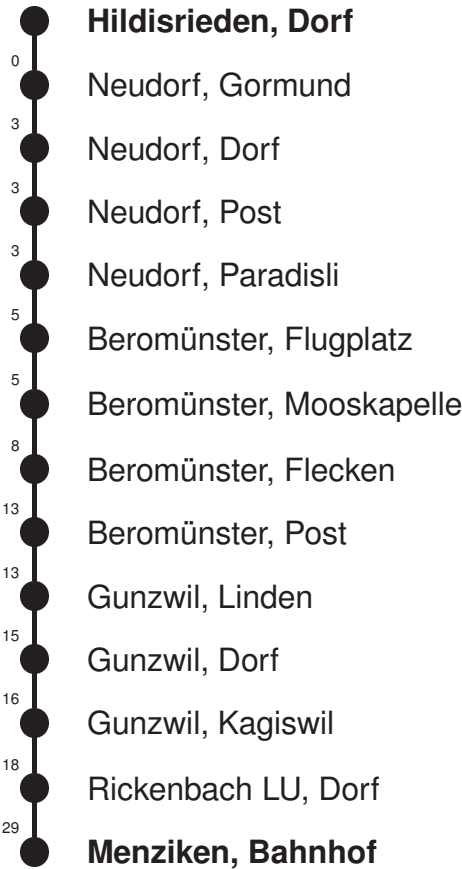 Hildisrieden, Dorf
0
Neudorf, Gormund
3
Neudorf, Dorf
3
Neudorf, Post
3
Neudorf, Paradisli
5
Beromünster, Flugplatz
5
Beromünster, Mooskapelle
8
Beromünster, Flecken
13
Beromünster, Post
13
Gunzwil, Linden
15
Gunzwil, Dorf
16
Gunzwil, Kagiswil
18
Rickenbach LU, Dorf
29
Menziken, Bahnhof